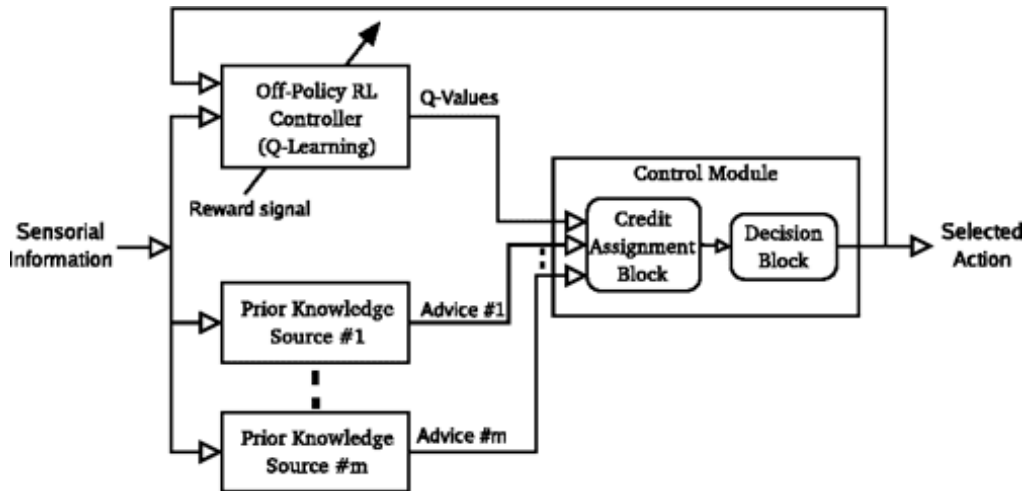 Off-Policy RL
Controller
(Q-Learning)
Q-Values
Reward signal
Sensorial
Information
Control Module
Credit
Assignment
Block
Decision
Block
Selected
Action
Prior Knowledge
Source #1
Advice #1
Prior Knowledge
Source #m
Advice #m